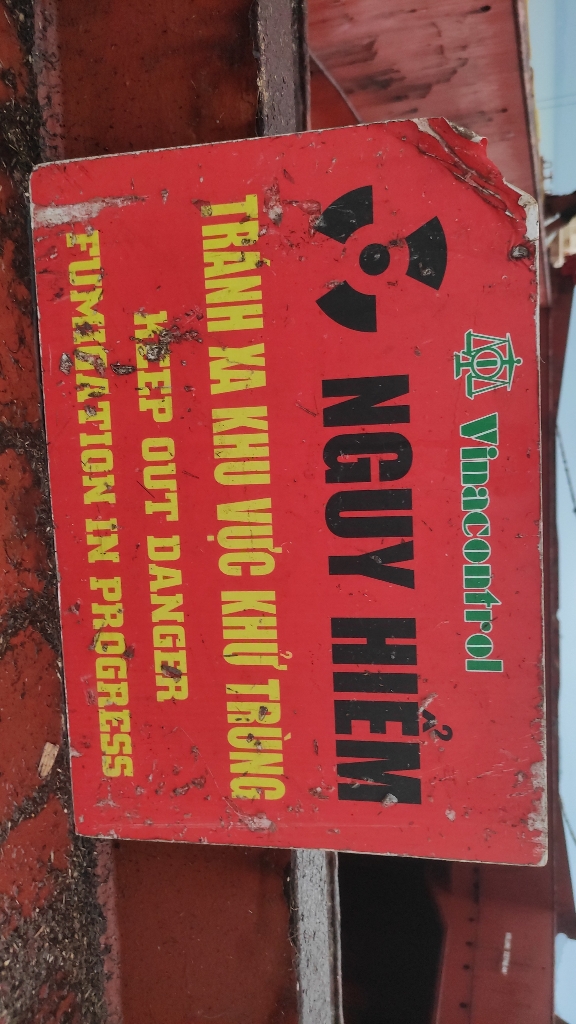 Vinacontrol
NGUY HIỂM
TRÁNH XA KHU VỰC KHỬ TRÙNG
KEEP OUT DANGER
FUMIGATION IN PROGRESS